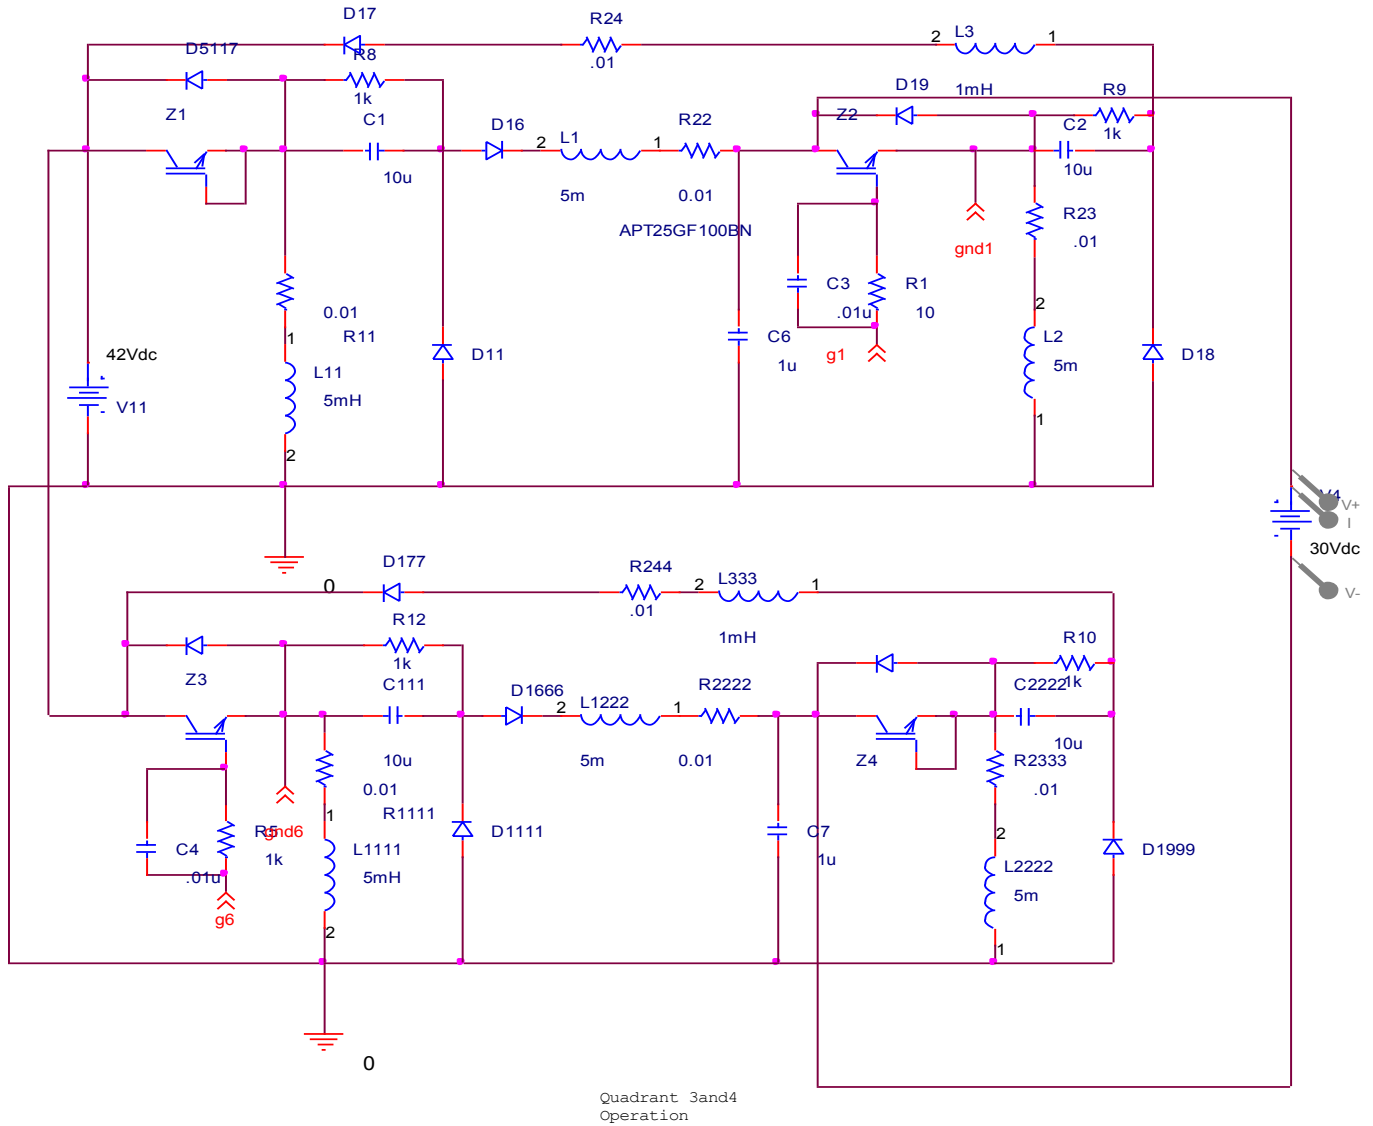 D17
R24
.01
2
L3
1
D5117
R8
1k
D19
1mH
R9
1k
Z1
C1
10u
D16
2
L1
1
5m
R22
0.01
APT25GF100BN
Z2
C2
10u
R23
.01
gnd1
0.01
R11
1
L11
5mH
2
D11
C6
1u
C3
.01u
R1
10
g1
2
L2
5m
1
D18
42Vdc
V11
V4
V+
I
30Vdc
V-
0
D177
R244
.01
2
L333
1
1mH
R12
1k
R10
1k
Z3
C111
10u
D1666
2
L1222
1
5m
R2222
0.01
C2222
10u
Z4
R2333
.01
0.01
R1111
1
L1111
5mH
2
D1111
C4
.01u
R5
1k
gnd6
g6
C7
1u
2
L2222
5m
1
D1999
0
Quadrant 3and4
Operation